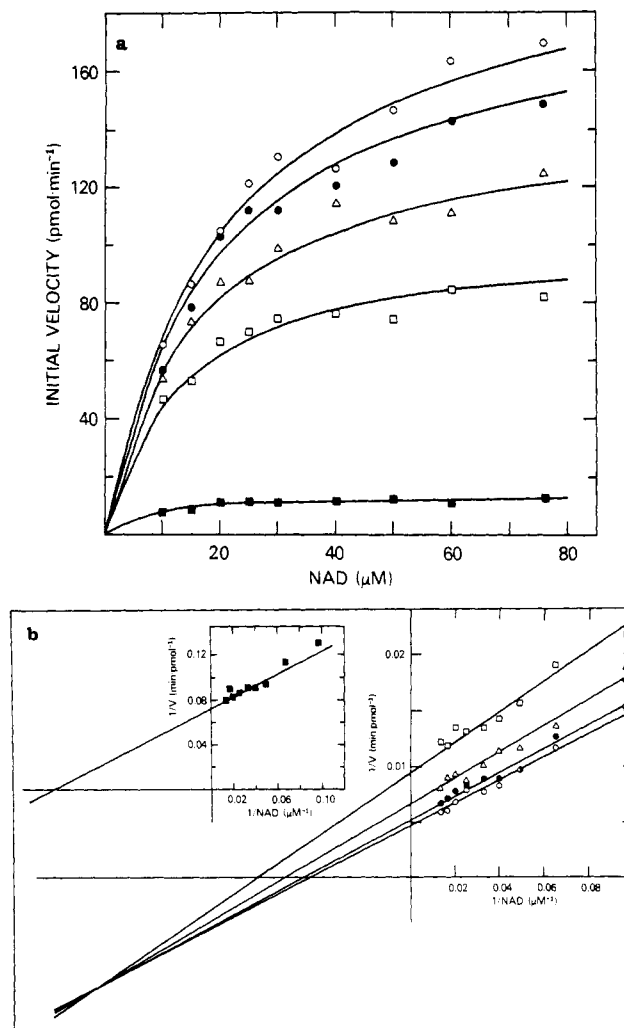 a
INITIAL VELOCITY (pmol·min⁻¹)
160
120
80
40
20
40
60
80
NAD (μM)
b
1/V (min pmol⁻¹)
0.12
0.08
0.04
0.02
0.06
0.10
1/NAD (μM⁻¹)
1/V (min pmol⁻¹)
0.02
0.01
0.02
0.04
0.06
0.08
1/NAD (μM⁻¹)